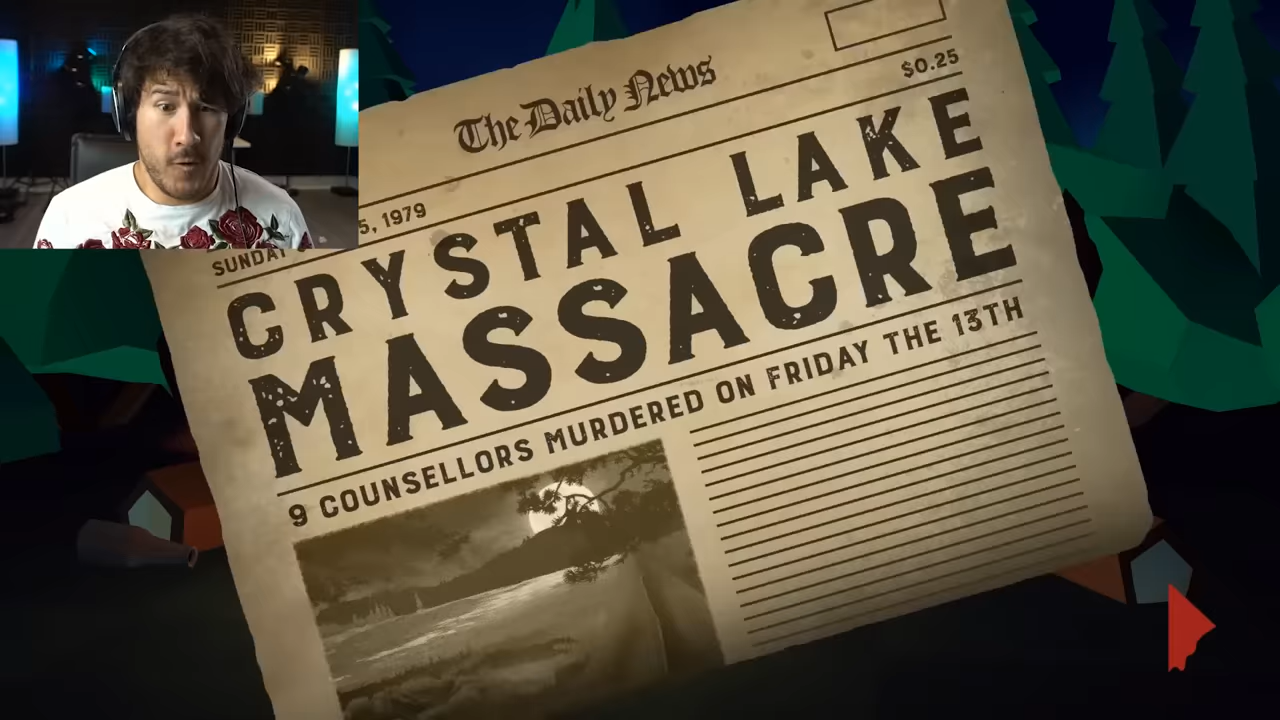 The Daily News
$0.25
SUNDAY 5, 1979
CRYSTAL LAKE
MASSACRE
9 COUNSELLORS MURDERED ON FRIDAY THE 13TH